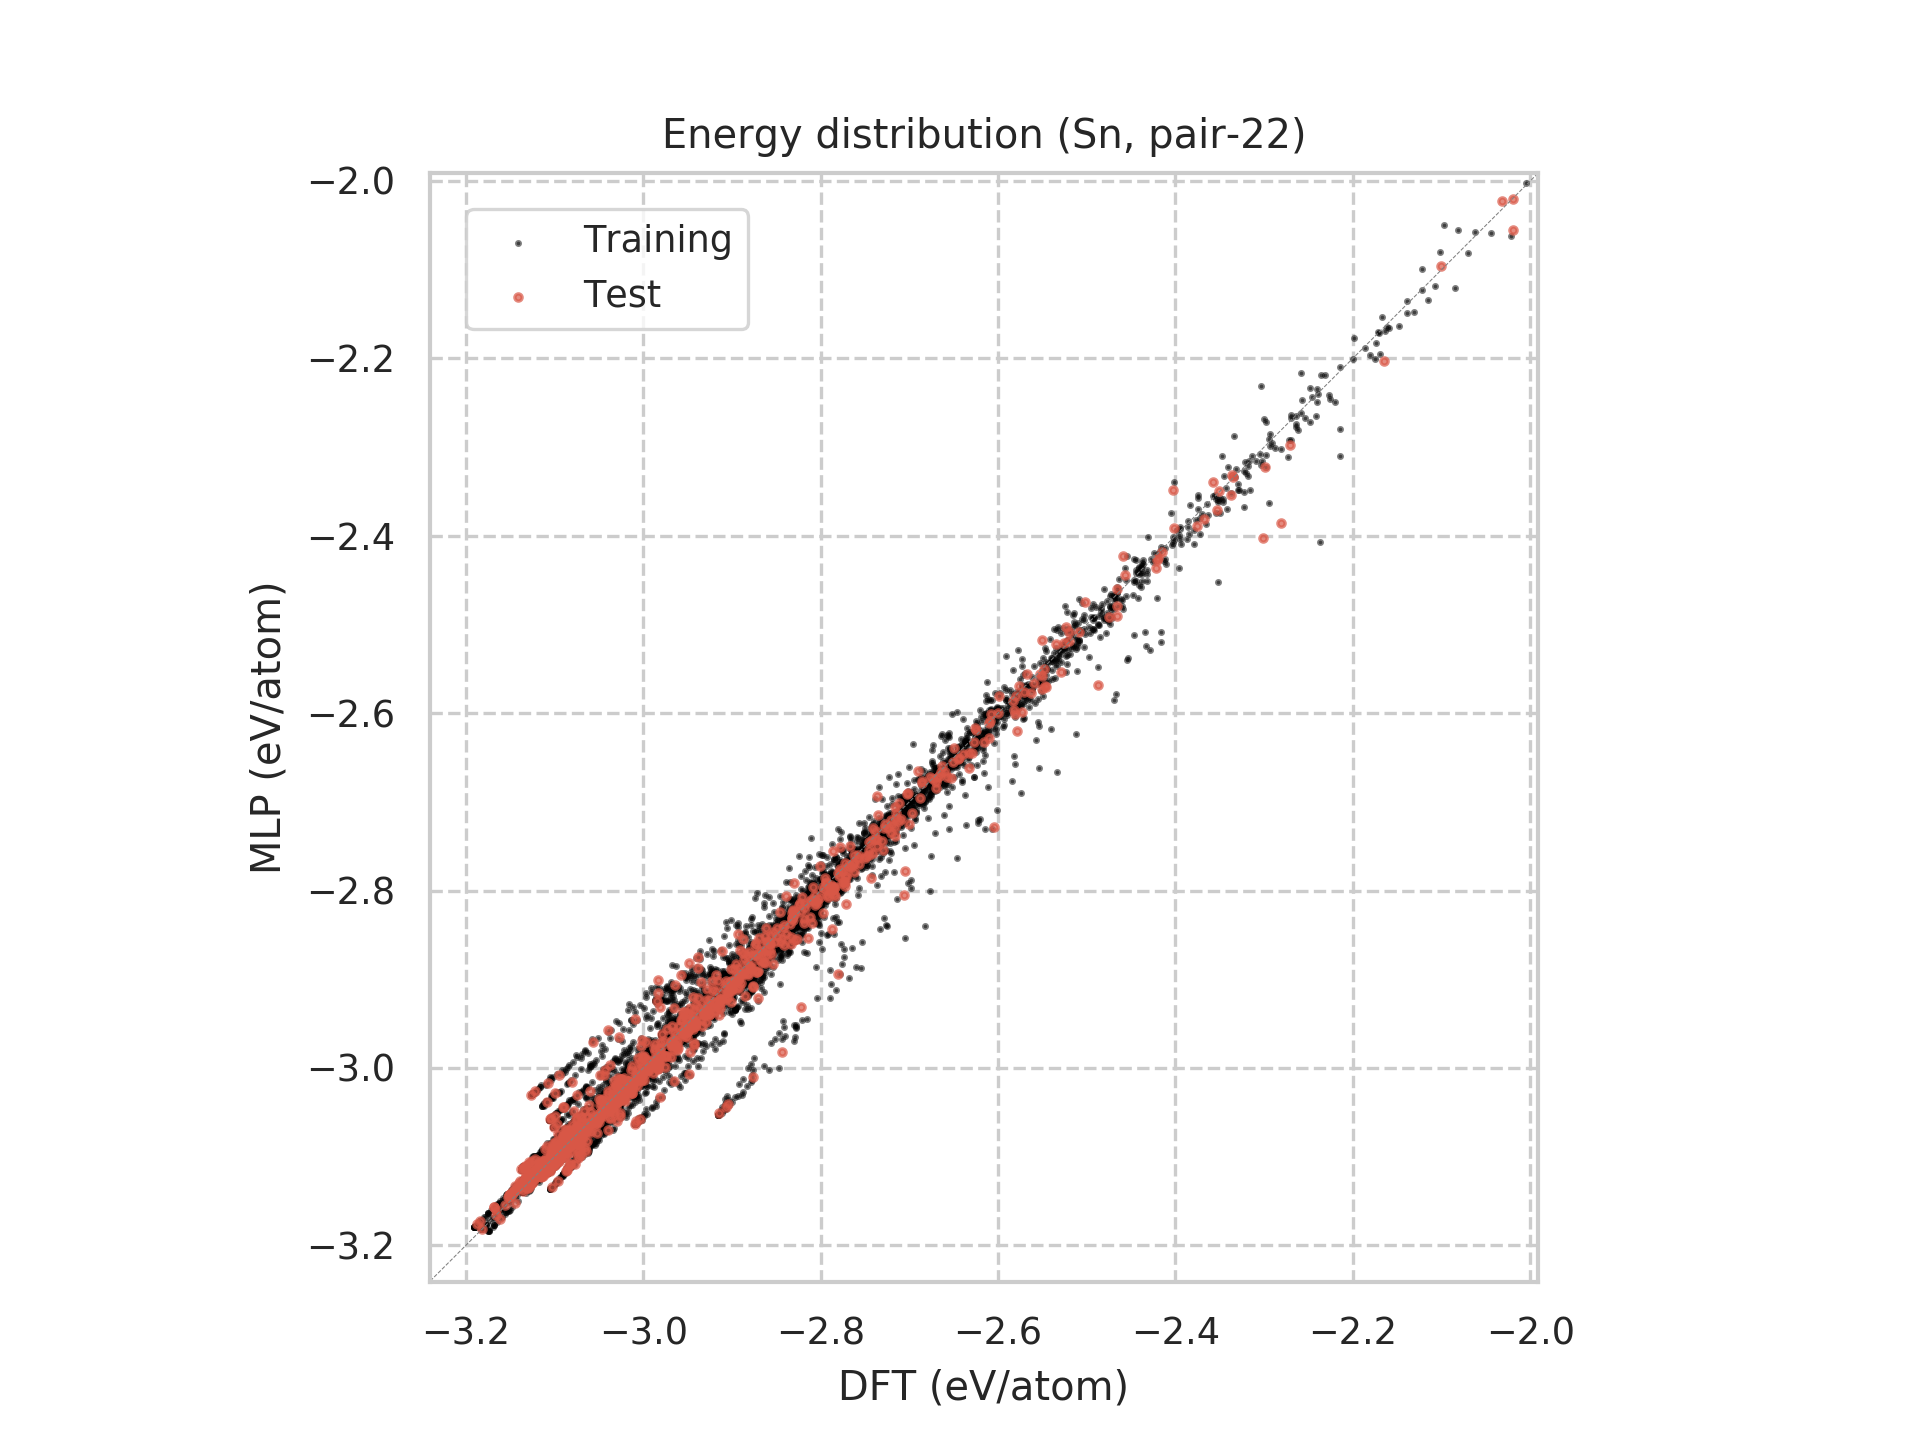 Energy distribution (Sn, pair-22)
−2.0
Training
Test
−2.2
−2.4
−2.6
−2.8
−3.0
−3.2
MLP (eV/atom)
−3.2 −3.0 −2.8 −2.6 −2.4 −2.2 −2.0
DFT (eV/atom)